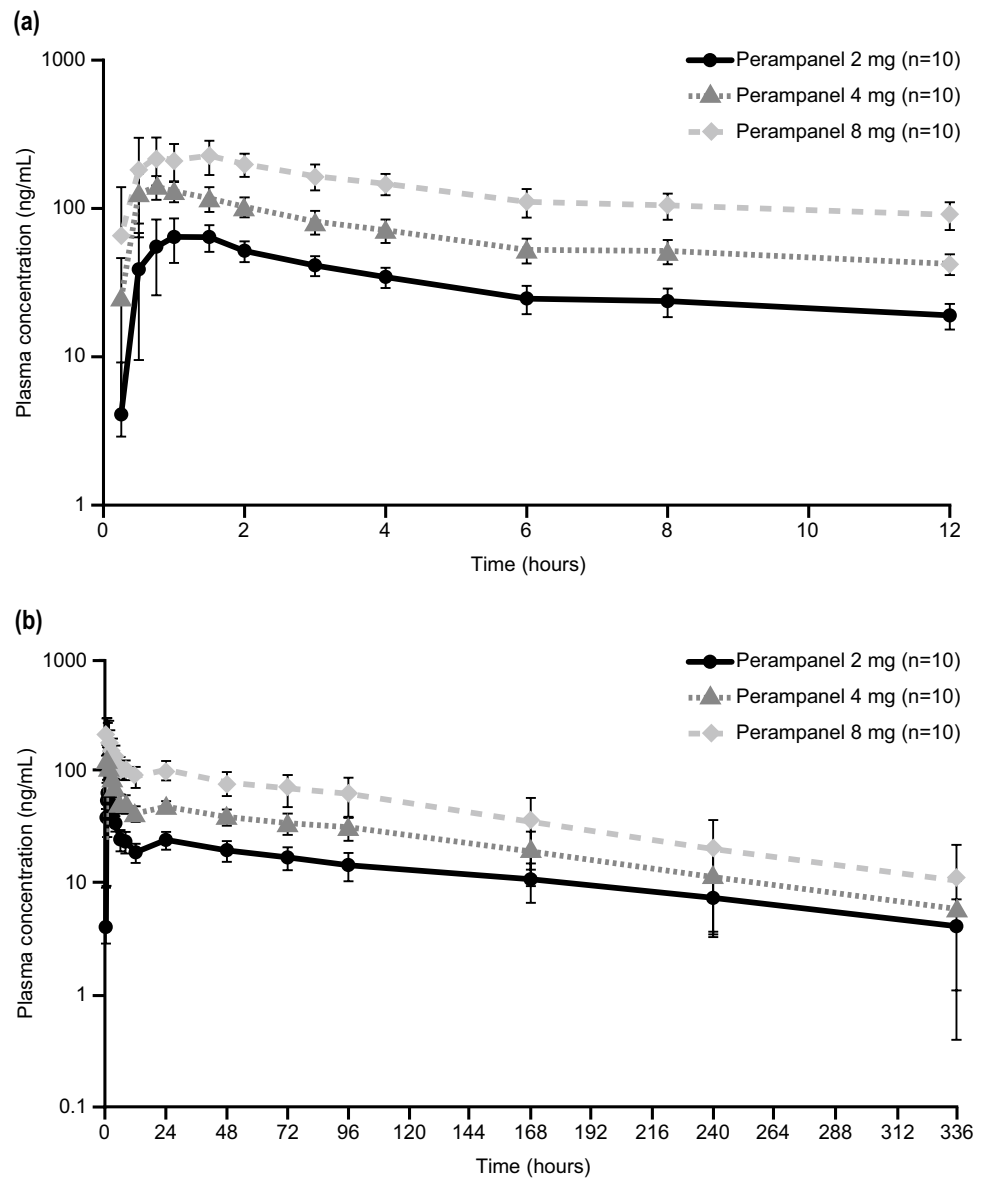 (a)
1000
100
10
1
Plasma concentration (ng/mL)
Perampanel 2 mg (n=10)
Perampanel 4 mg (n=10)
Perampanel 8 mg (n=10)
0 2 4 6 8 10 12
Time (hours)
(b)
1000
100
10
1
0.1
Plasma concentration (ng/mL)
Perampanel 2 mg (n=10)
Perampanel 4 mg (n=10)
Perampanel 8 mg (n=10)
0 24 48 72 96 120 144 168 192 216 240 264 288 312 336
Time (hours)